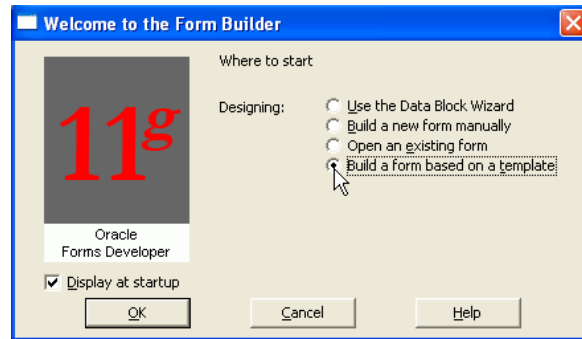 Welcome to the Form Builder
Where to start
Designing:
Use the Data Block Wizard
Build a new form manually
Open an existing form
Build a form based on a template
11g
Oracle
Forms Developer
Display at startup
OK
Cancel
Help